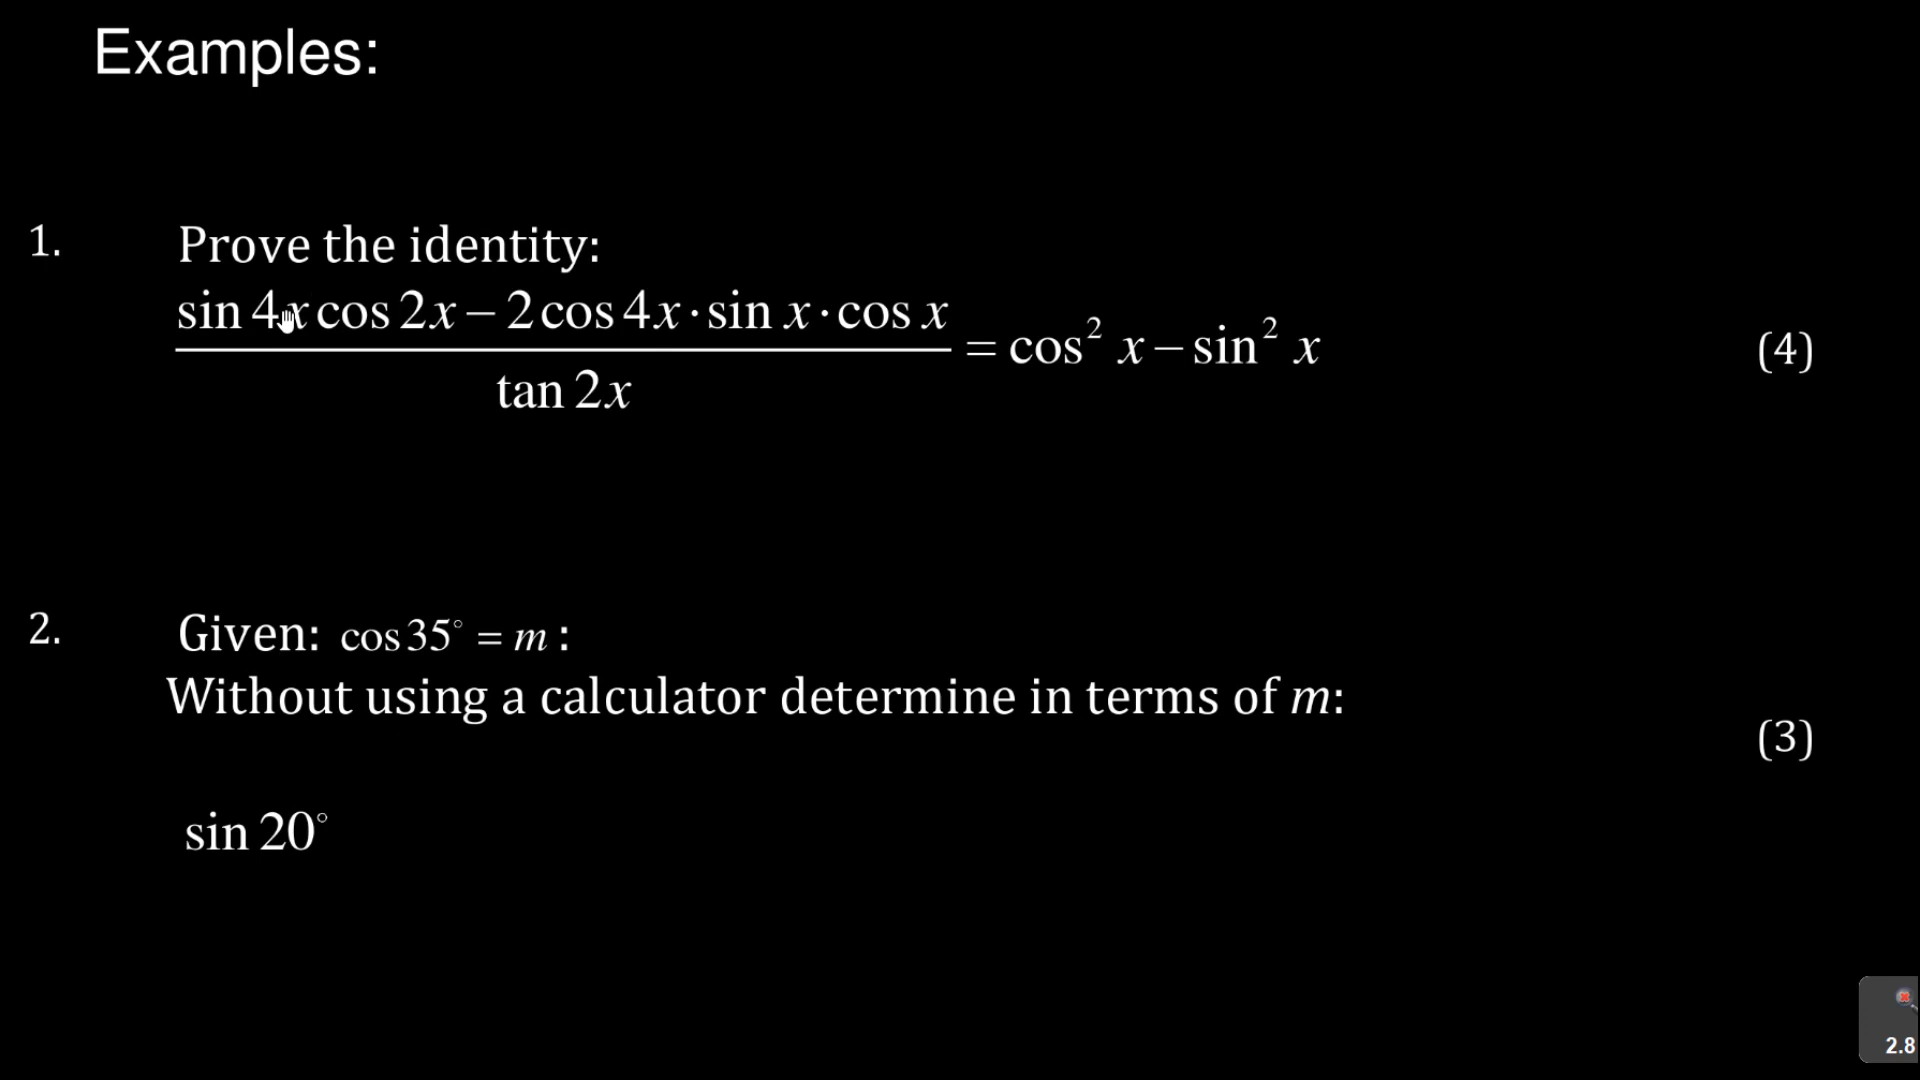 Examples:
1. Prove the identity:
sin 4x cos 2x − 2 cos 4x · sin x · cos x
tan 2x
= cos² x − sin² x
(4)
2. Given: cos 35° = m :
Without using a calculator determine in terms of m:
(3)
sin 20°
2.8